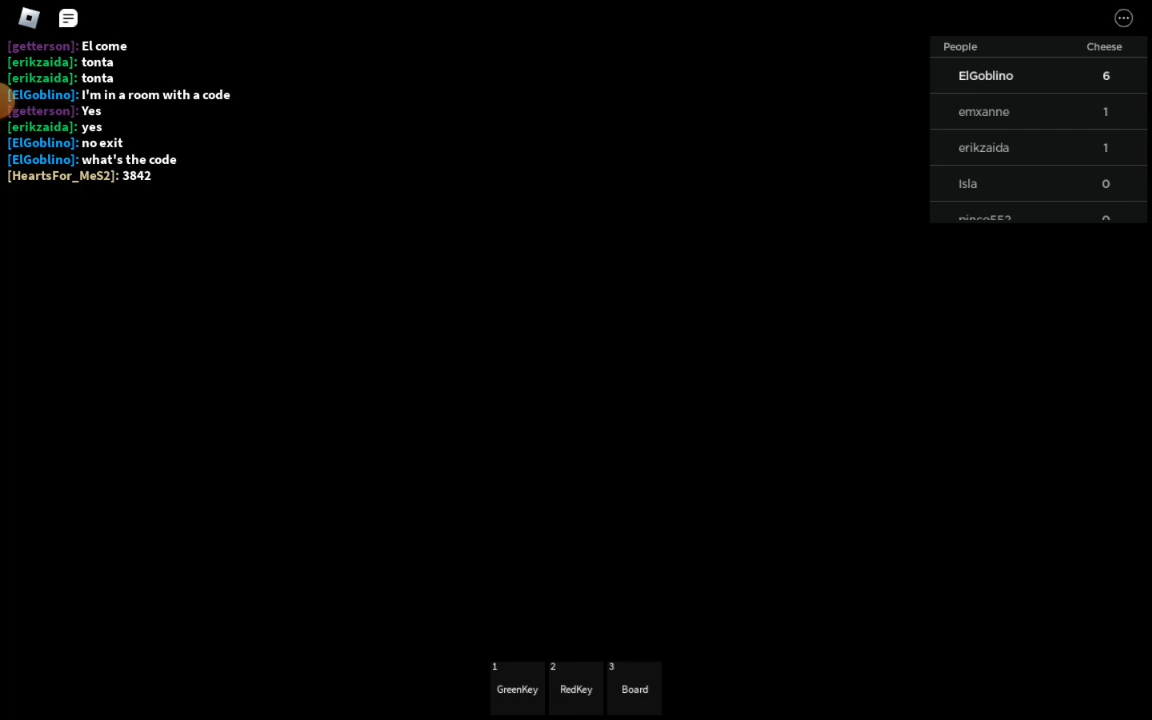 [getterson]: El come
[erikzaida]: tonta
[erikzaida]: tonta
[ElGoblino]: I'm in a room with a code
[getterson]: Yes
[erikzaida]: yes
[ElGoblino]: no exit
[ElGoblino]: what's the code
[HeartsFor_MeS2]: 3842
People Cheese
ElGoblino 6
emxanne 1
erikzaida 1
Isla 0
1 2 3
GreenKey RedKey Board